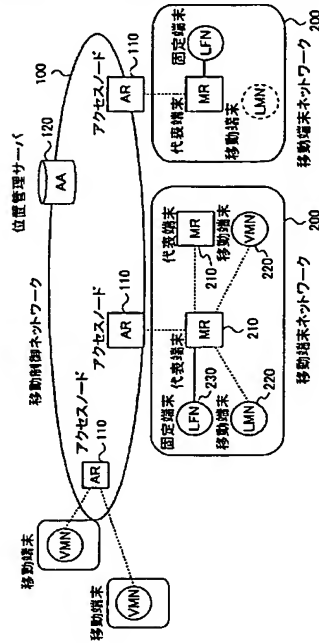 位置管理サーバ
120
AA
100
移動制御ネットワーク
アクセスノード
110
AR
アクセスノード
110
AR
アクセスノード
110
AR
移動端末
VMN
移動端末
VMN
200
代表端末
MR
210
移動端末
VMN
220
代表端末
MR
210
固定端末
LFN
230
移動端末
LMN
220
移動端末ネットワーク
200
固定端末
LFN
代表端末
MR
移動端末
LMN
移動端末ネットワーク